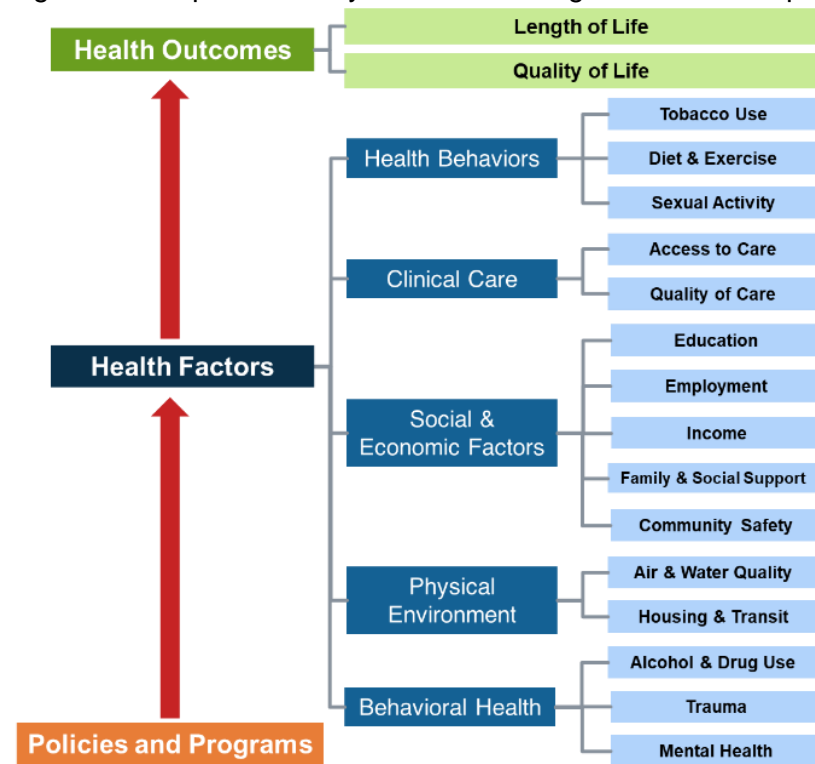 Health Outcomes
Length of Life
Quality of Life
Health Behaviors
Tobacco Use
Diet & Exercise
Sexual Activity
Clinical Care
Access to Care
Quality of Care
Health Factors
Social &
Economic Factors
Education
Employment
Income
Family & Social Support
Community Safety
Physical
Environment
Air & Water Quality
Housing & Transit
Behavioral Health
Alcohol & Drug Use
Trauma
Mental Health
Policies and Programs